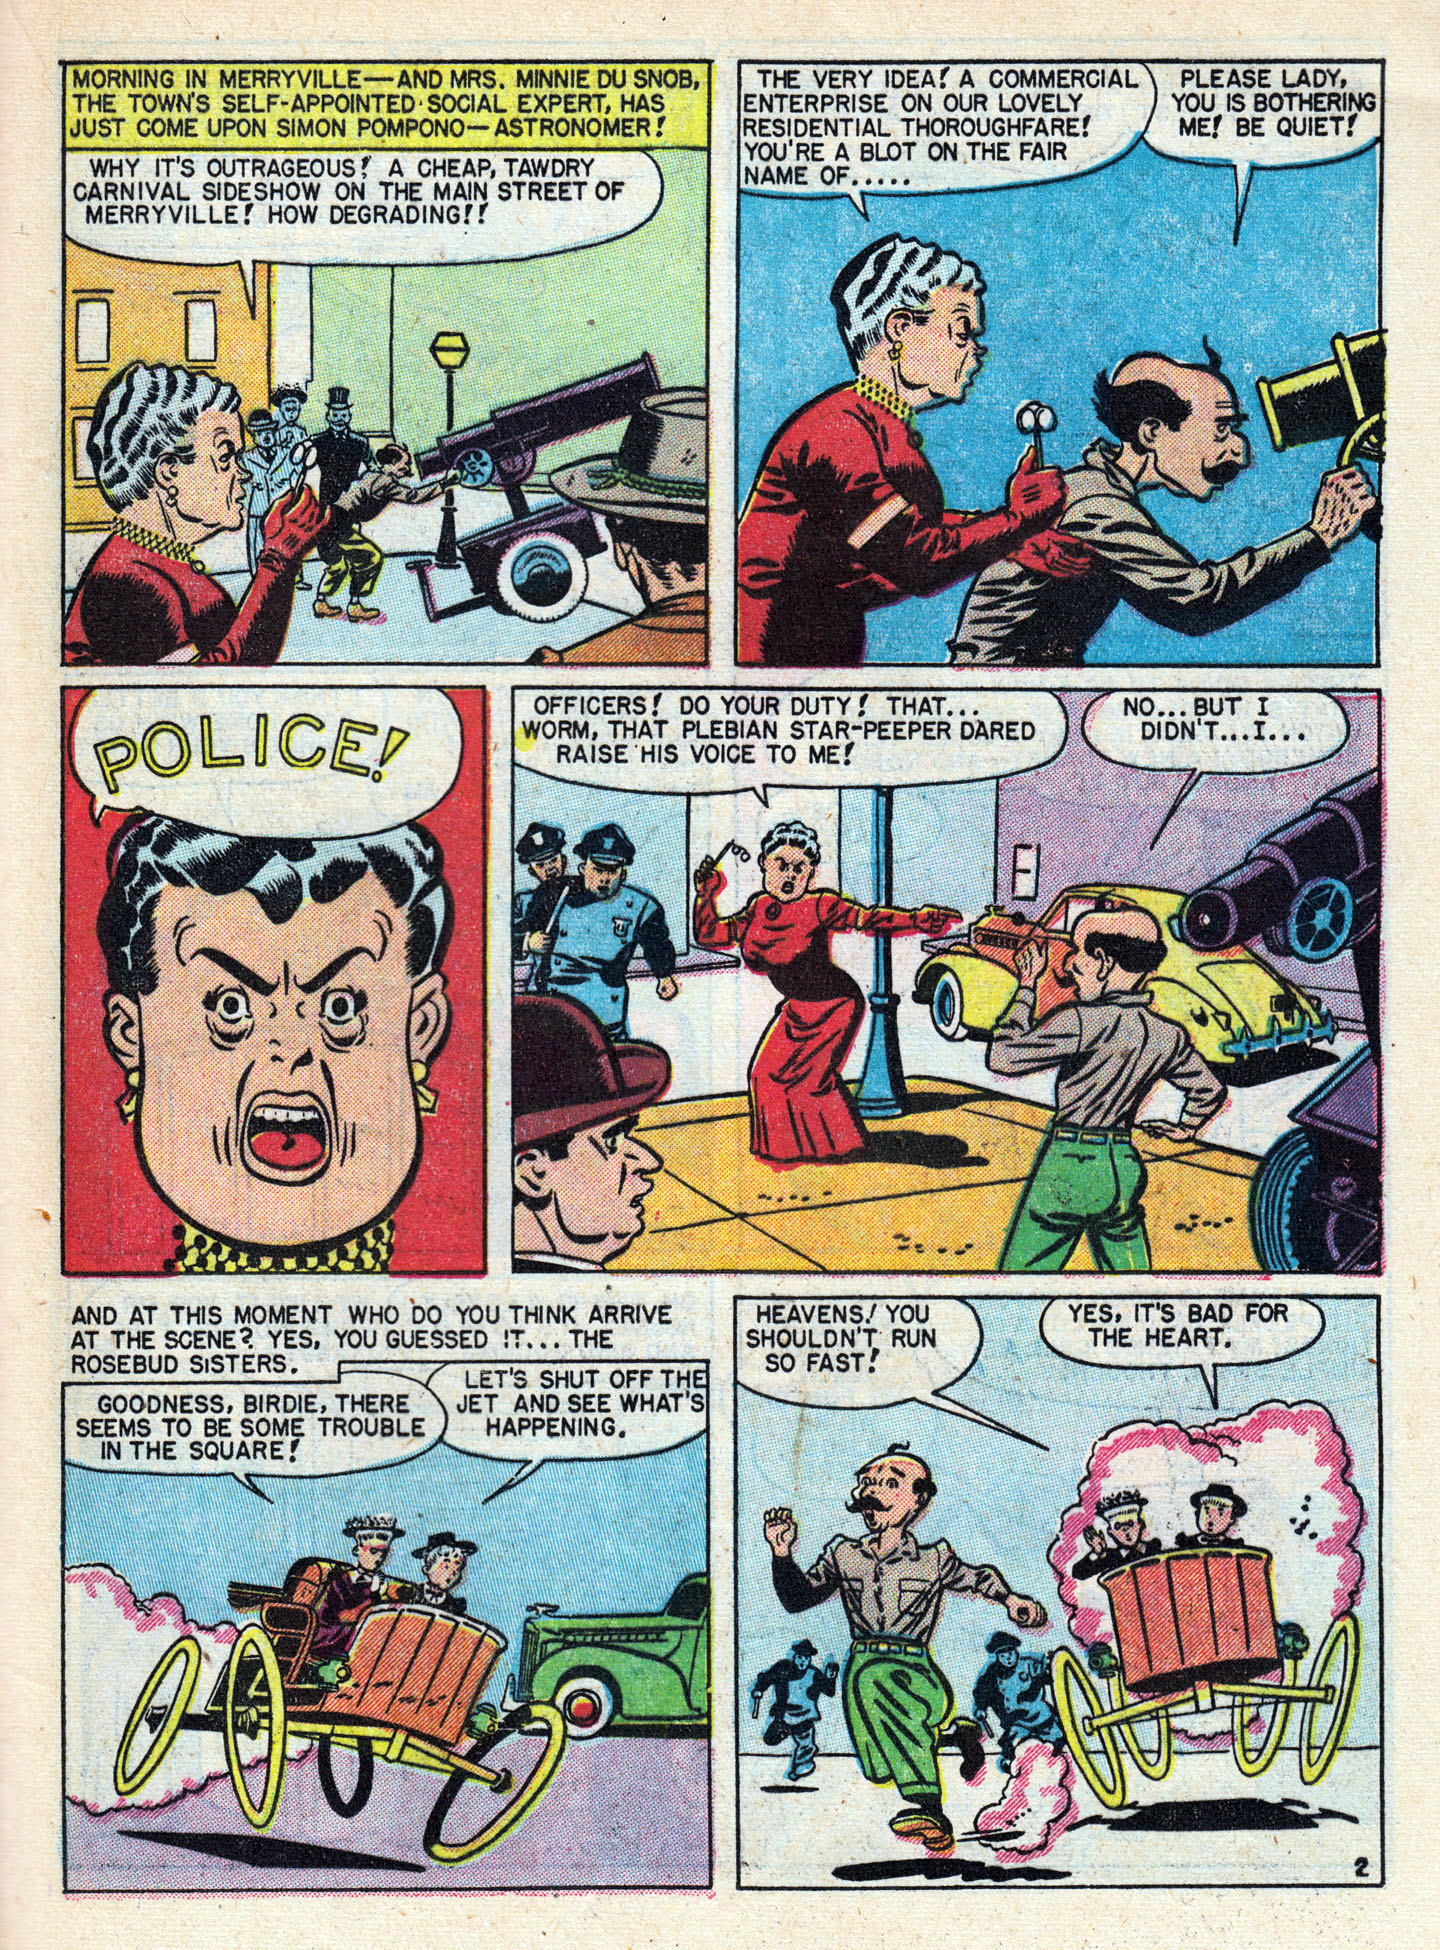 MORNING IN MERRYVILLE—AND MRS. MINNIE DU SNOB,
THE TOWN'S SELF-APPOINTED SOCIAL EXPERT, HAS
JUST COME UPON SIMON POMPONO—ASTRONOMER!
WHY IT'S OUTRAGEOUS! A CHEAP, TAWDRY
CARNIVAL SIDESHOW ON THE MAIN STREET OF
MERRYVILLE! HOW DEGRADING!!
THE VERY IDEA! A COMMERCIAL
ENTERPRISE ON OUR LOVELY
RESIDENTIAL THOROUGHFARE!
YOU'RE A BLOT ON THE FAIR
NAME OF.....
PLEASE LADY,
YOU IS BOTHERING
ME! BE QUIET!
POLICE!
OFFICERS! DO YOUR DUTY! THAT...
WORM, THAT PLEBIAN STAR-PEEPER DARED
RAISE HIS VOICE TO ME!
NO...BUT I
DIDN'T...I...
AND AT THIS MOMENT WHO DO YOU THINK ARRIVE
AT THE SCENE? YES, YOU GUESSED IT... THE
ROSEBUD SISTERS.
GOODNESS, BIRDIE, THERE
SEEMS TO BE SOME TROUBLE
IN THE SQUARE!
LET'S SHUT OFF THE
JET AND SEE WHAT'S
HAPPENING.
HEAVENS! YOU
SHOULDN'T RUN
SO FAST!
YES, IT'S BAD FOR
THE HEART.
2